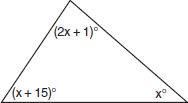 (2x + 1)°
(x + 15)° x°